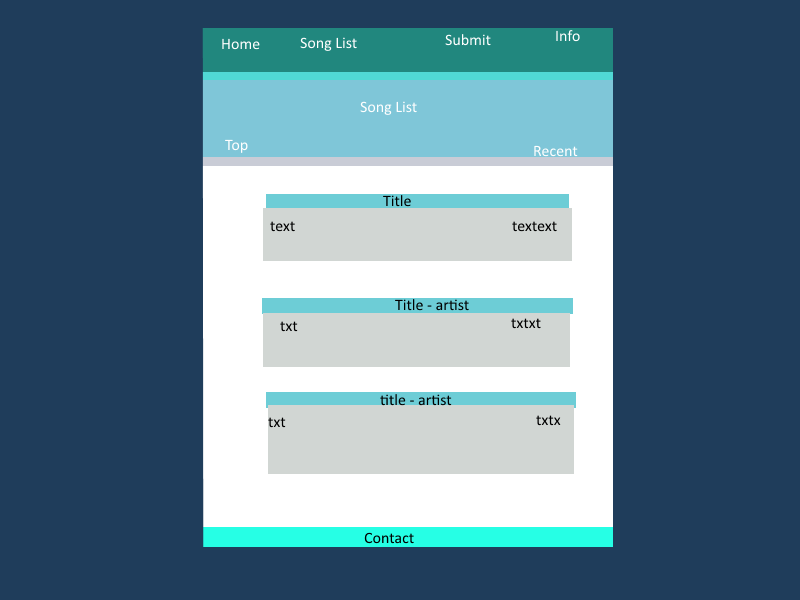 Home Song List Submit Info
Song List
Top Recent
Title
text textext
Title - artist
txt txtxt
title - artist
txt txtx
Contact